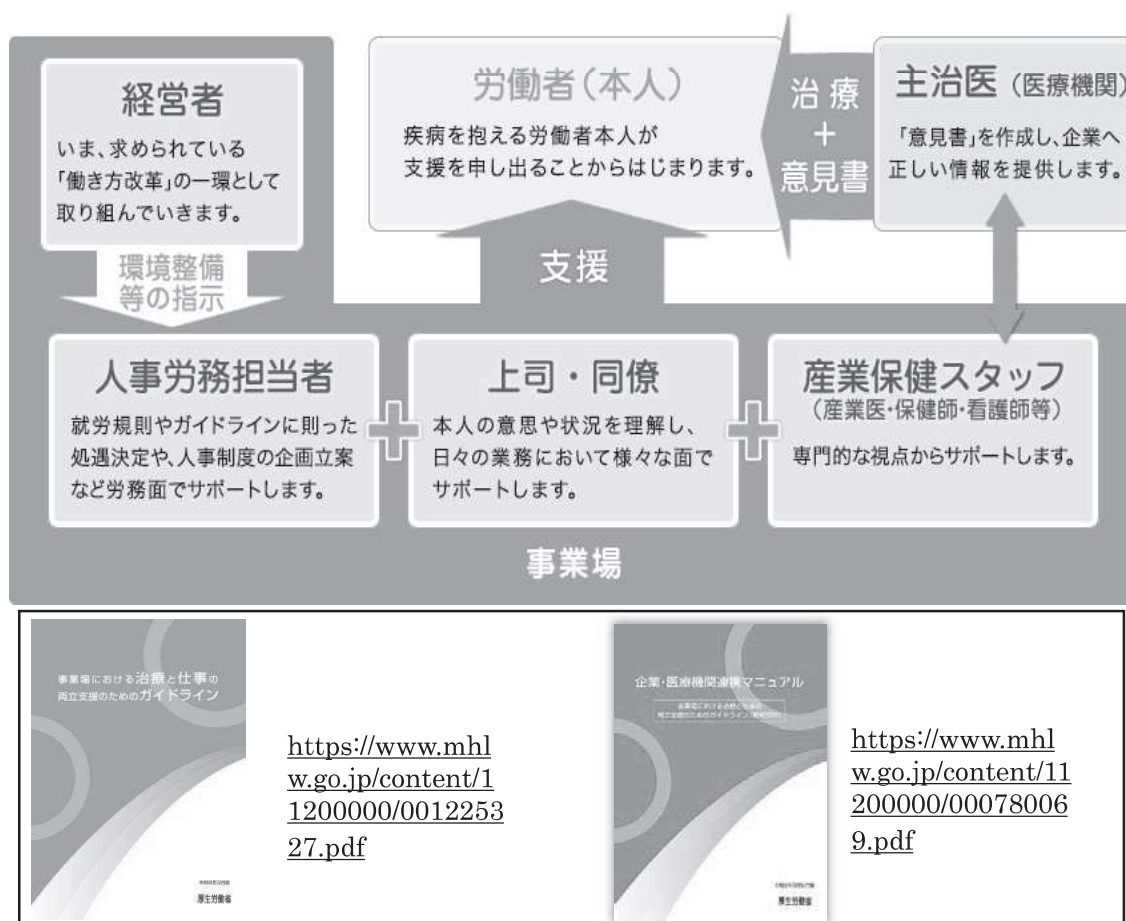 経営者
いま、求められている
「働き方改革」の一環として
取り組んでいきます。
環境整備
等の指示
労働者(本人)
疾病を抱える労働者本人が
支援を申し出ることからはじまります。
治療
+
意見書
主治医(医療機関)
「意見書」を作成し、企業へ
正しい情報を提供します。
支援
人事労務担当者
就労規則やガイドラインに則った
処遇決定や、人事制度の企画立案
など労務面でサポートします。
上司・同僚
本人の意思や状況を理解し、
日々の業務において様々な面で
サポートします。
産業保健スタッフ
(産業医・保健師・看護師等)
専門的な視点からサポートします。
事業場
事業場における治療と仕事の
両立支援のためのガイドライン
厚生労働省
https://www.mhl
w.go.jp/content/1
1200000/0012253
27.pdf
企業・医療機関連携マニュアル
事業場における治療と仕事の
厚生労働省
https://www.mhl
w.go.jp/content/11
200000/00078006
9.pdf